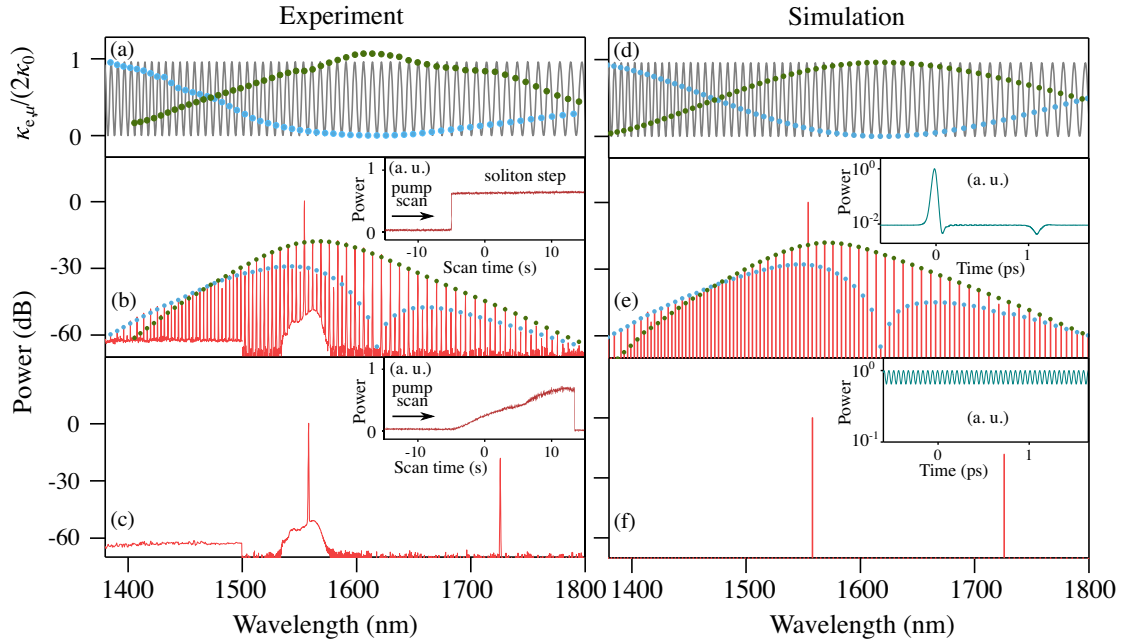 Experiment
Simulation
κe,μ/(2κ0)
1
0
(a)
(d)
Power (dB)
0
-30
-60
(b)
1
Power
0
(a. u.)
pump
scan
soliton step
-10 0 10
Scan time (s)
(e)
10^0
Power
10^-2
(a. u.)
0 1
Time (ps)
0
-30
-60
(c)
1
Power
0
(a. u.)
pump
scan
-10 0 10
Scan time (s)
(f)
10^0
Power
10^-1
(a. u.)
0 1
Time (ps)
1400 1500 1600 1700 1800
1400 1500 1600 1700 1800
Wavelength (nm)
Wavelength (nm)